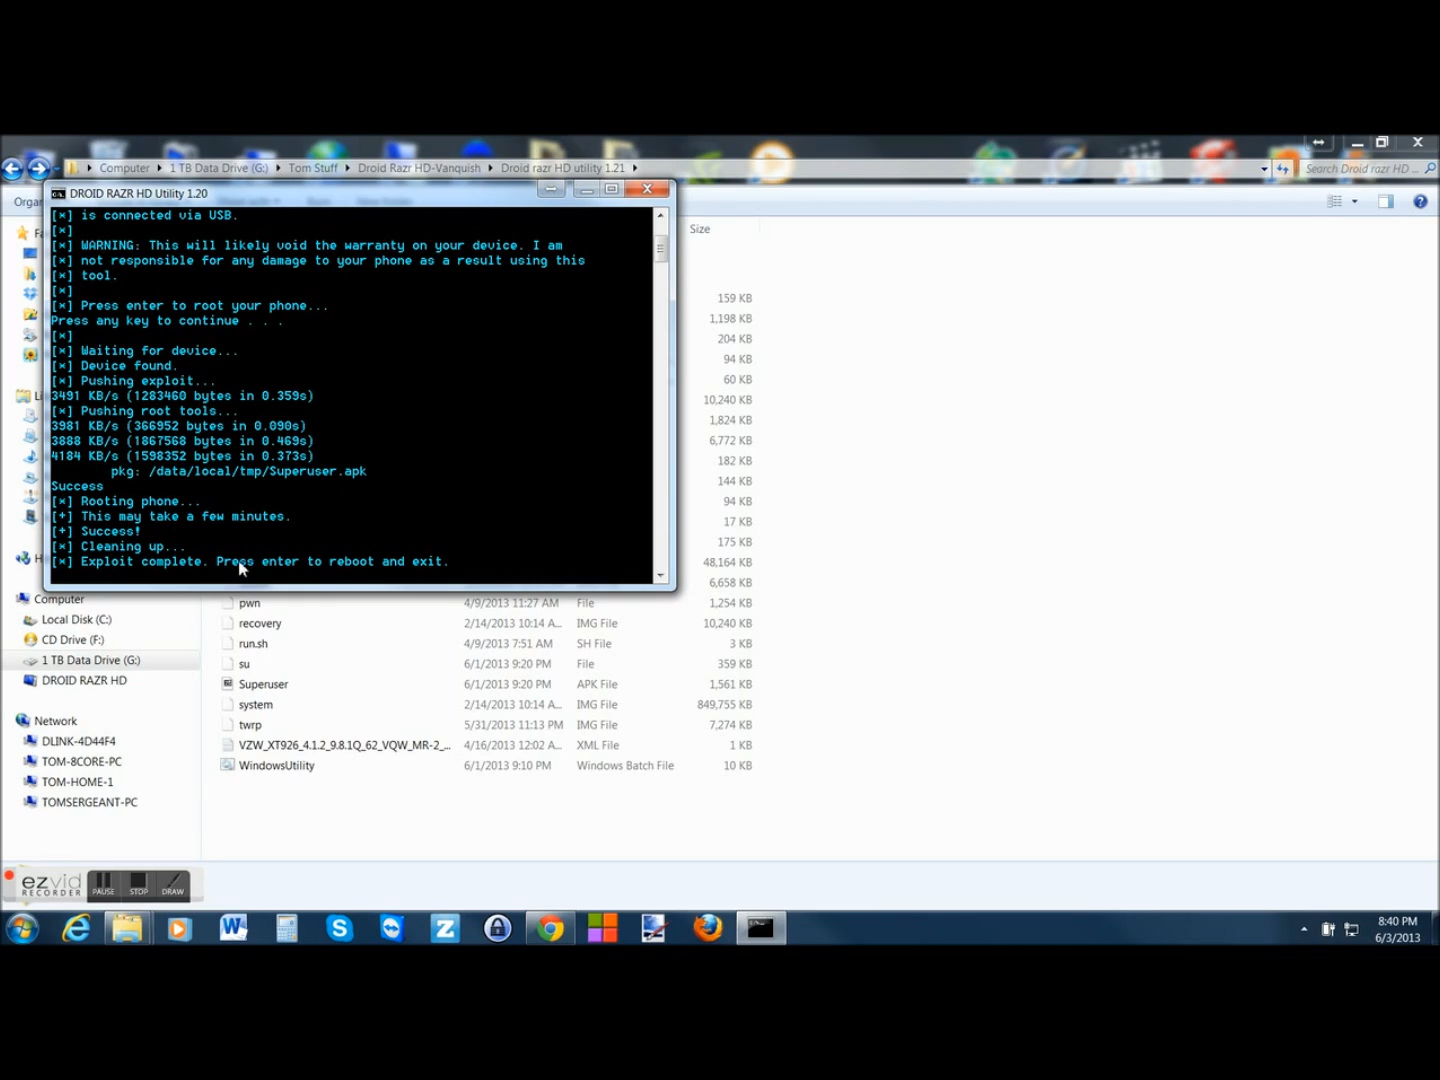 Computer
1 TB Data Drive (G:)
Tom Stuff
Droid Razr HD-Vanquish
Droid razr HD utility 1.21
Search Droid razr HD ...
DROID RAZR HD Utility 1.20
Size
[*] is connected via USB.
[*]
[*] WARNING: This will likely void the warranty on your device. I am
[*] not responsible for any damage to your phone as a result using this
[*] tool.
[*]
[*] Press enter to root your phone...
Press any key to continue . . .
[*]
[*] Waiting for device...
[*] Device found.
[*] Pushing exploit...
3491 KB/s (1283460 bytes in 0.359s)
[*] Pushing root tools...
3981 KB/s (366952 bytes in 0.090s)
3888 KB/s (1867568 bytes in 0.469s)
4184 KB/s (1598352 bytes in 0.373s)
pkg: /data/local/tmp/Superuser.apk
Success
[*] Rooting phone...
[+] This may take a few minutes.
[+] Success!
[*] Cleaning up...
[*] Exploit complete. Press enter to reboot and exit.
159 KB
1,198 KB
204 KB
94 KB
60 KB
10,240 KB
1,824 KB
6,772 KB
182 KB
144 KB
94 KB
17 KB
175 KB
48,164 KB
6,658 KB
pwn 4/9/2013 11:27 AM File 1,254 KB
recovery 2/14/2013 10:14 A... IMG File 10,240 KB
run.sh 4/9/2013 7:51 AM SH File 3 KB
su 6/1/2013 9:20 PM File 359 KB
Superuser 6/1/2013 9:20 PM APK File 1,561 KB
system 2/14/2013 10:14 A... IMG File 849,755 KB
twrp 5/31/2013 11:13 PM IMG File 7,274 KB
VZW_XT926_4.1.2_9.8.1Q_62_VQW_MR-2_... 4/16/2013 12:02 A... XML File 1 KB
WindowsUtility 6/1/2013 9:10 PM Windows Batch File 10 KB
Computer
Local Disk (C:)
CD Drive (F:)
1 TB Data Drive (G:)
DROID RAZR HD
Network
DLINK-4D44F4
TOM-8CORE-PC
TOM-HOME-1
TOMSERGEANT-PC
ezvid
RECORDER
PAUSE
STOP
DRAW
8:40 PM
6/3/2013